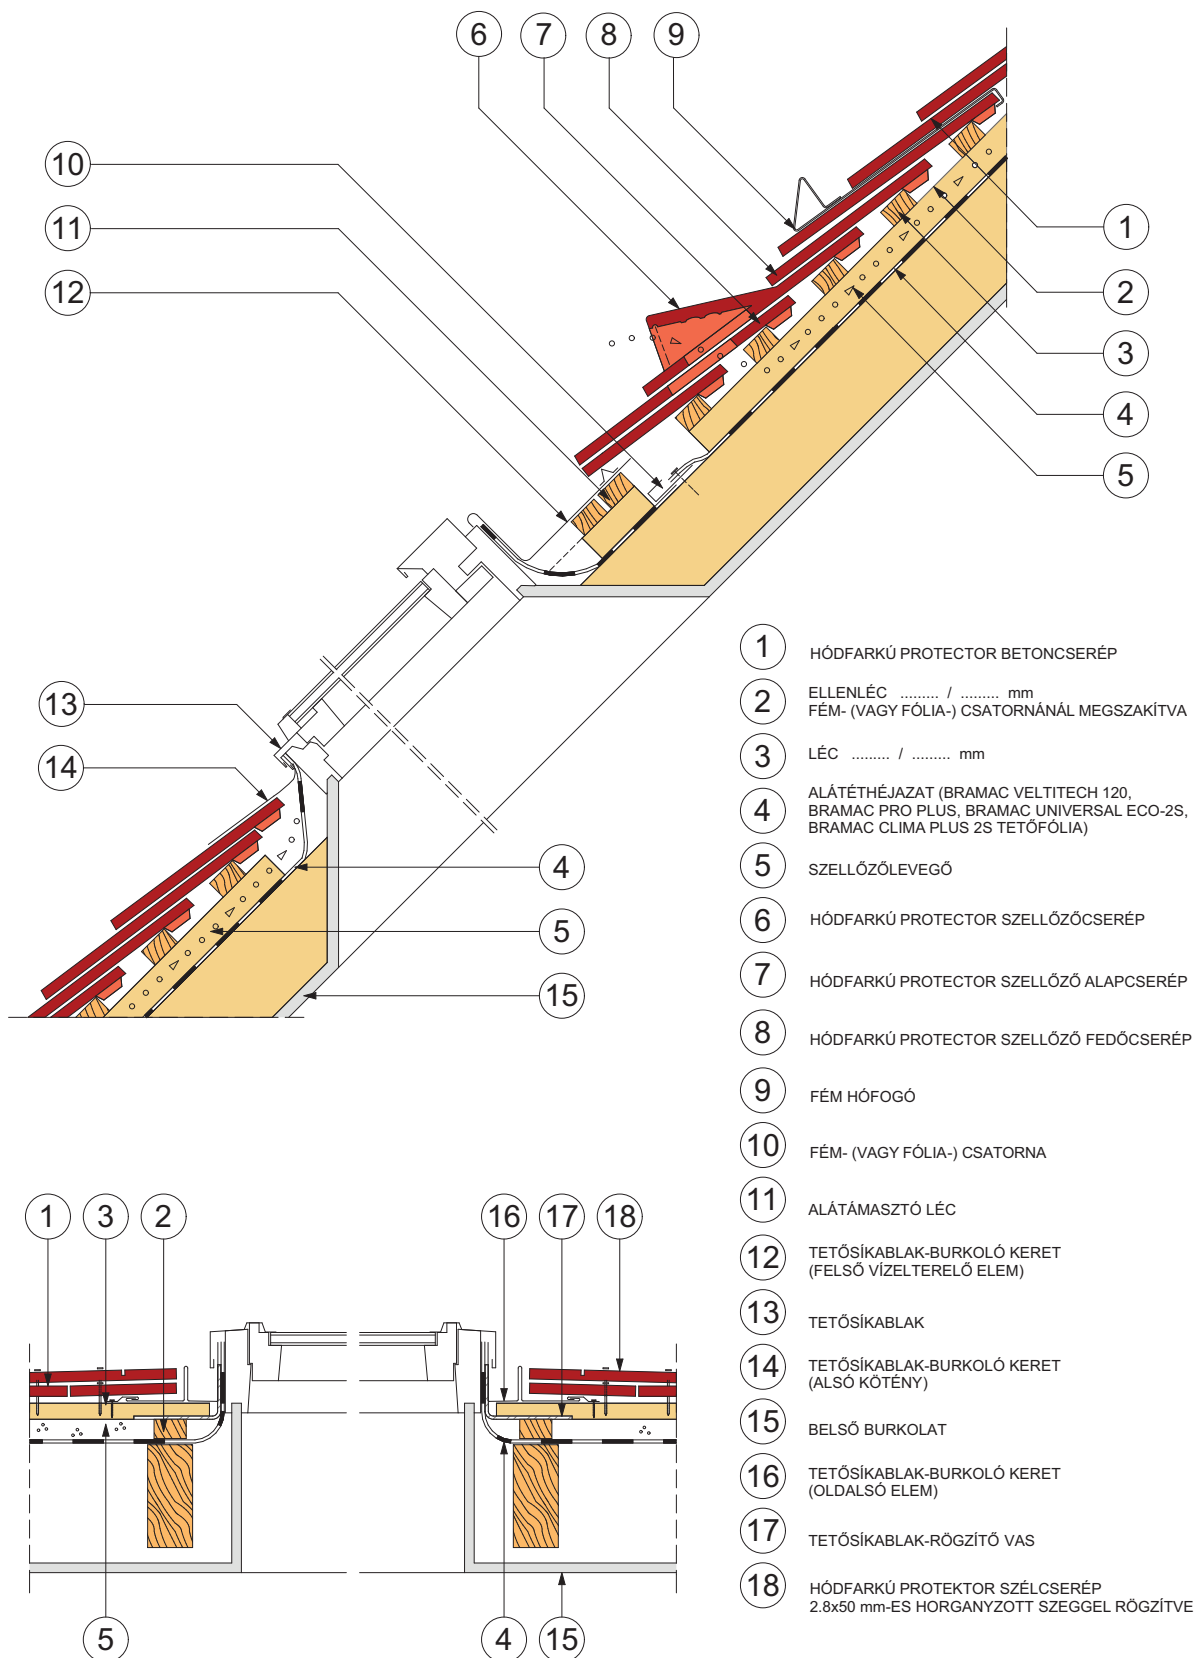 6 7 8 9
10
11
12
1
2
3
4
5
13
14
4
5
15
1 HÓDFARKÚ PROTECTOR BETONCSERÉP
2 ELLENLÉC ......... / ......... mm
FÉM- (VAGY FÓLIA-) CSATORNÁNÁL MEGSZAKÍTVA
3 LÉC ......... / ......... mm
4 ALÁTÉTHÉJAZAT (BRAMAC VELTITECH 120,
BRAMAC PRO PLUS, BRAMAC UNIVERSAL ECO-2S,
BRAMAC CLIMA PLUS 2S TETŐFÓLIA)
5 SZELLŐZŐLEVEGŐ
6 HÓDFARKÚ PROTECTOR SZELLŐZŐCSERÉP
7 HÓDFARKÚ PROTECTOR SZELLŐZŐ ALAPCSERÉP
8 HÓDFARKÚ PROTECTOR SZELLŐZŐ FEDŐCSERÉP
9 FÉM HÓFOGÓ
10 FÉM- (VAGY FÓLIA-) CSATORNA
11 ALÁTÁMASZTÓ LÉC
12 TETŐSÍKABLAK-BURKOLÓ KERET
(FELSŐ VÍZELTERELŐ ELEM)
13 TETŐSÍKABLAK
14 TETŐSÍKABLAK-BURKOLÓ KERET
(ALSÓ KÖTÉNY)
15 BELSŐ BURKOLAT
16 TETŐSÍKABLAK-BURKOLÓ KERET
(OLDALSÓ ELEM)
17 TETŐSÍKABLAK-RÖGZÍTŐ VAS
18 HÓDFARKÚ PROTEKTOR SZÉLCSERÉP
2.8x50 mm-ES HORGANYZOTT SZEGGEL RÖGZÍTVE
1 3 2 16 17 18
5 4 15